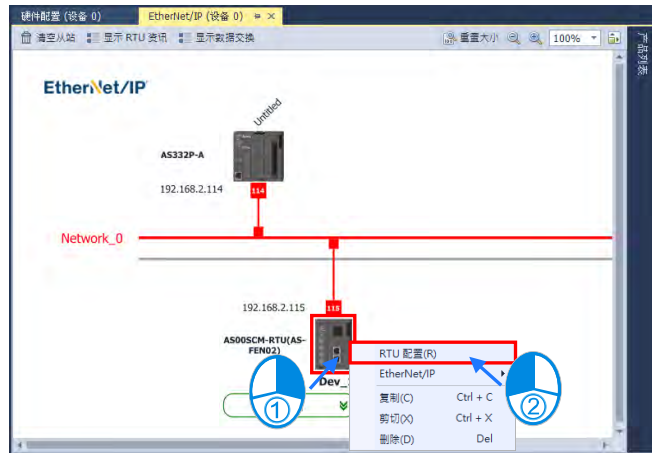 硬件配置 (设备 0) EtherNet/IP (设备 0)
清空从站 显示 RTU 资讯 显示数据交换 重置大小 100%
产品列表
EtherNet/IP
Untitled
AS332P-A
192.168.2.114 114
Network_0
192.168.2.115 115
AS00SCM-RTU(AS-
FEN02)
RTU 配置(R)
EtherNet/IP
Dev_
复制(C) Ctrl + C
剪切(X) Ctrl + X
删除(D) Del
① ②